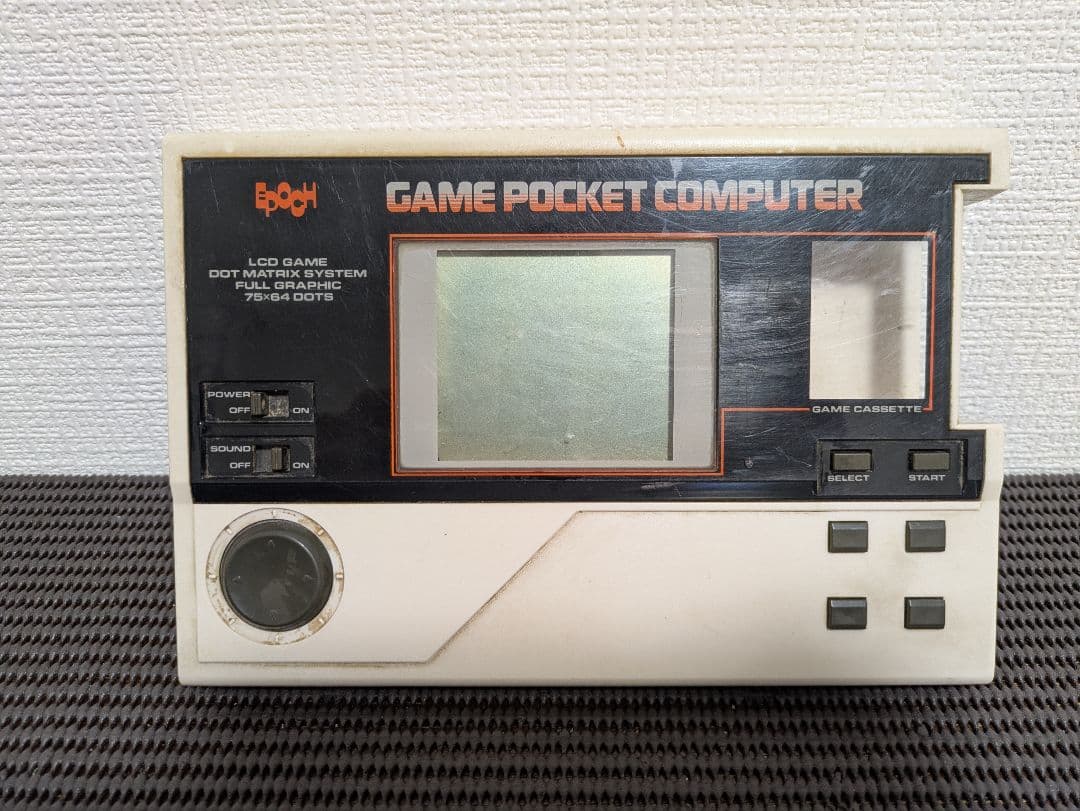 EPOCH
GAME POCKET COMPUTER
LCD GAME
DOT MATRIX SYSTEM
FULL GRAPHIC
75×64 DOTS
POWER
OFF ON
SOUND
OFF ON
GAME CASSETTE
SELECT START